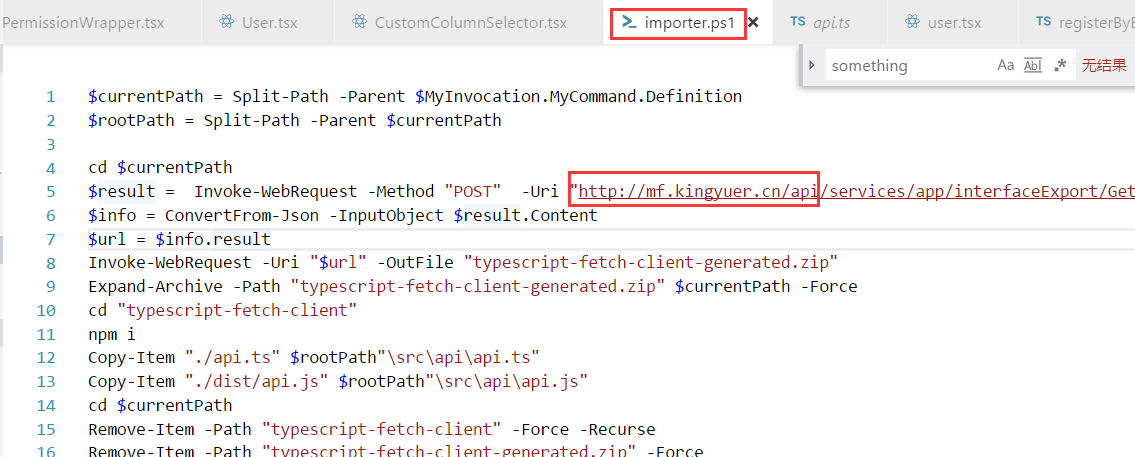 PermissionWrapper.tsx User.tsx CustomColumnSelector.tsx importer.ps1 TS api.ts user.tsx TS
something Aa Abl .* 无结果
1 $currentPath = Split-Path -Parent $MyInvocation.MyCommand.Definition
2 $rootPath = Split-Path -Parent $currentPath
3
4 cd $currentPath
5 $result =  Invoke-WebRequest -Method "POST"  -Uri "http://mf.kingyuer.cn/api/services/app/interfaceExport/Get
6 $info = ConvertFrom-Json -InputObject $result.Content
7 $url = $info.result
8 Invoke-WebRequest -Uri "$url" -OutFile "typescript-fetch-client-generated.zip"
9 Expand-Archive -Path "typescript-fetch-client-generated.zip" $currentPath -Force
10 cd "typescript-fetch-client"
11 npm i
12 Copy-Item "./api.ts" $rootPath"\src\api\api.ts"
13 Copy-Item "./dist/api.js" $rootPath"\src\api\api.js"
14 cd $currentPath
15 Remove-Item -Path "typescript-fetch-client" -Force -Recurse
16 Remove-Item -Path "typescript-fetch-client-generated.zip" -Force